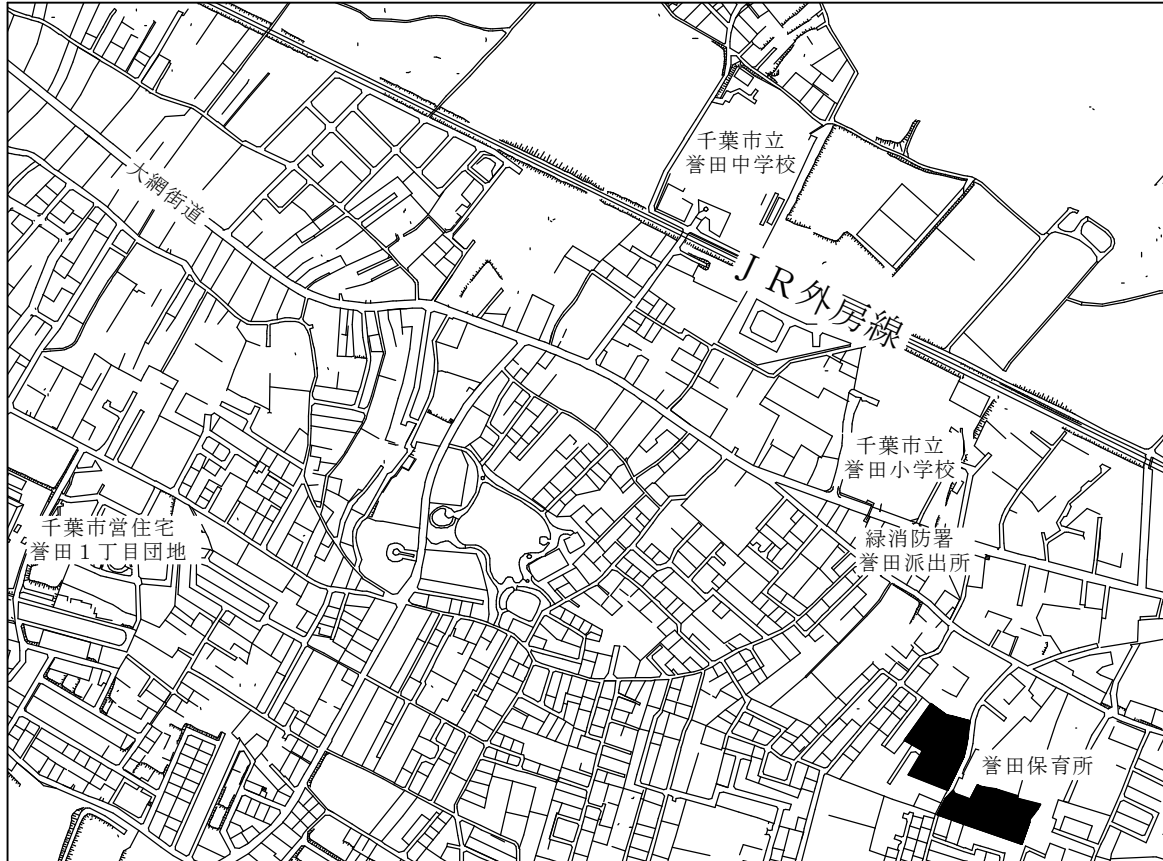 千葉市立
誉田中学校
大網街道
ＪＲ外房線
千葉市立
誉田小学校
千葉市営住宅
誉田１丁目団地
緑消防署
誉田派出所
誉田保育所